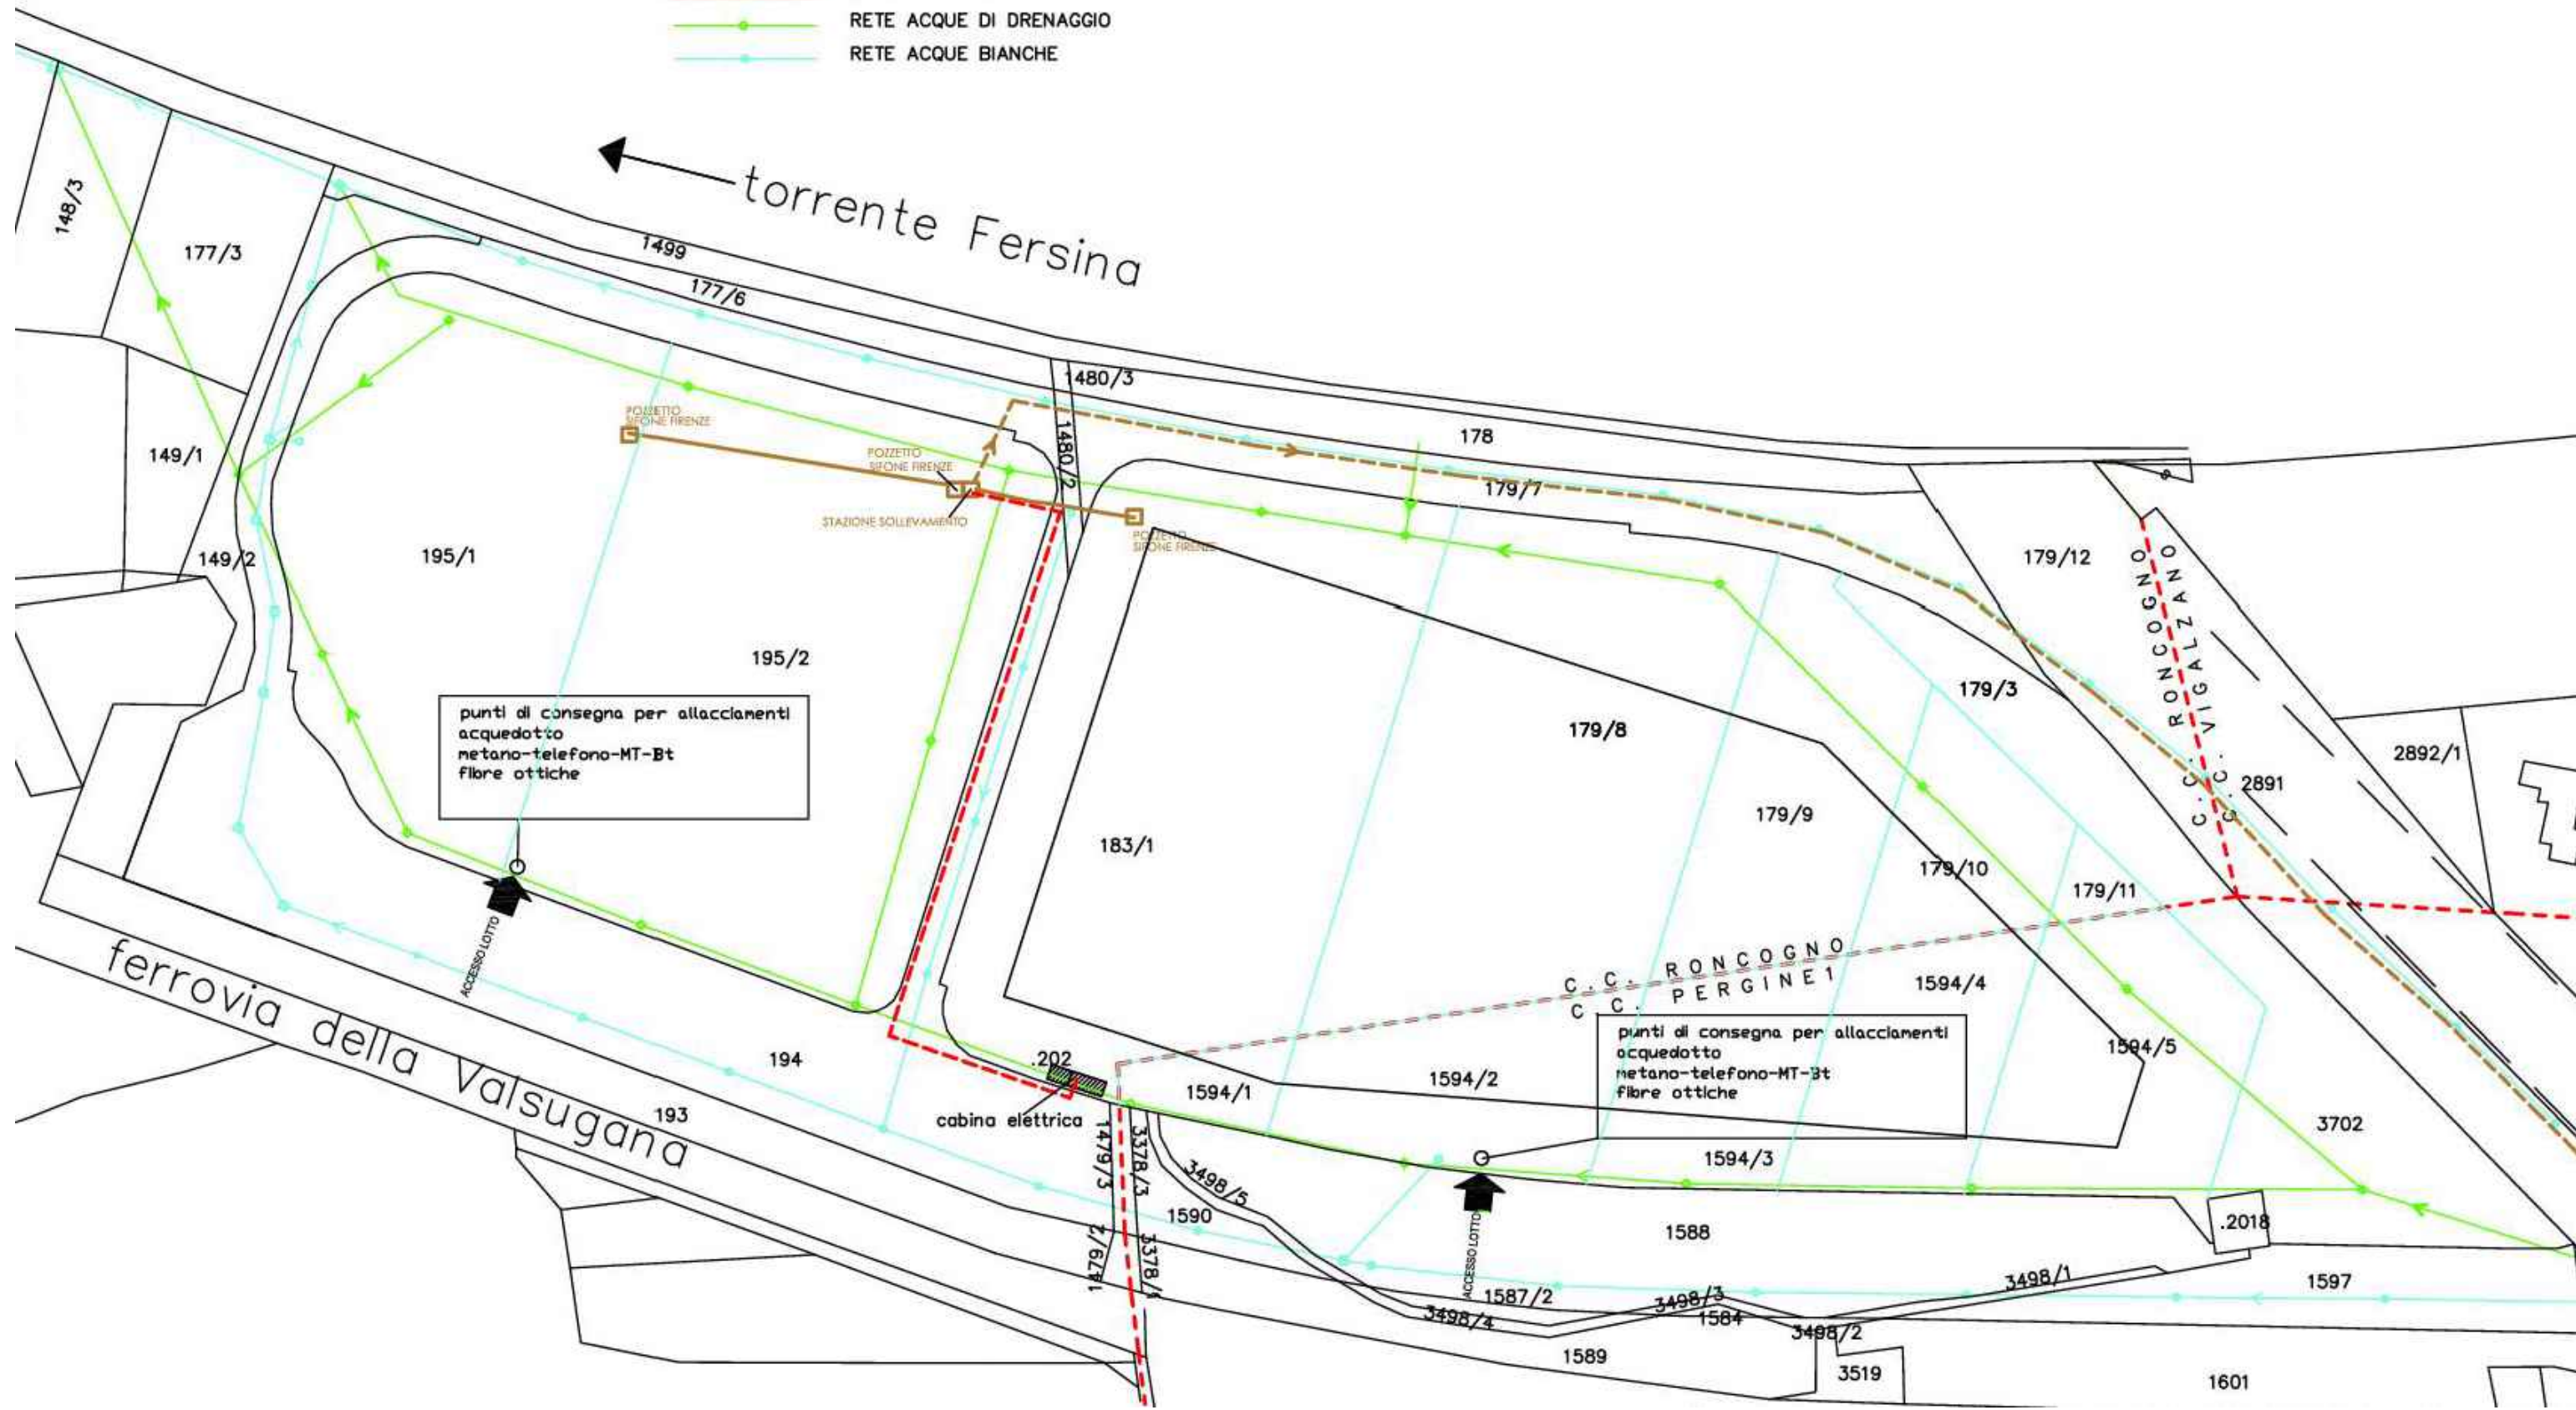 RETE ACQUE DI DRENAGGIO
RETE ACQUE BIANCHE
torrente Fersina
148/3
177/3
1499
177/6
1480/3
1480/2
178
179/7
149/1
149/2
195/1
195/2
POZZETTO
SIFONE FIRENZE
POZZETTO
SIFONE FIRENZE
STAZIONE SOLLEVAMENTO
POZZETTO
SIFONE FIRENZE
179/12
C.C. RONCOGNO
C.C. VIGALZANO
179/3
179/8
179/9
179/10
179/11
2891
2892/1
183/1
punti di consegna per allacciamenti
acquedotto
metano-telefono-MT-Bt
fibre ottiche
ACCESSO LOTTO
ferrovia della Valsugana
194
193
.202
cabina elettrica
C.C. RONCOGNO
C.C. PERGINE1
1594/4
1594/5
1594/1
1594/2
1594/3
punti di consegna per allacciamenti
acquedotto
metano-telefono-MT-Bt
fibre ottiche
ACCESSO LOTTO
3702
1479/3
3378/3
3498/5
1479/2
3378/1
1590
1588
.2018
1587/2
3498/4
3498/3
1584
3498/2
3498/1
1597
1589
3519
1601